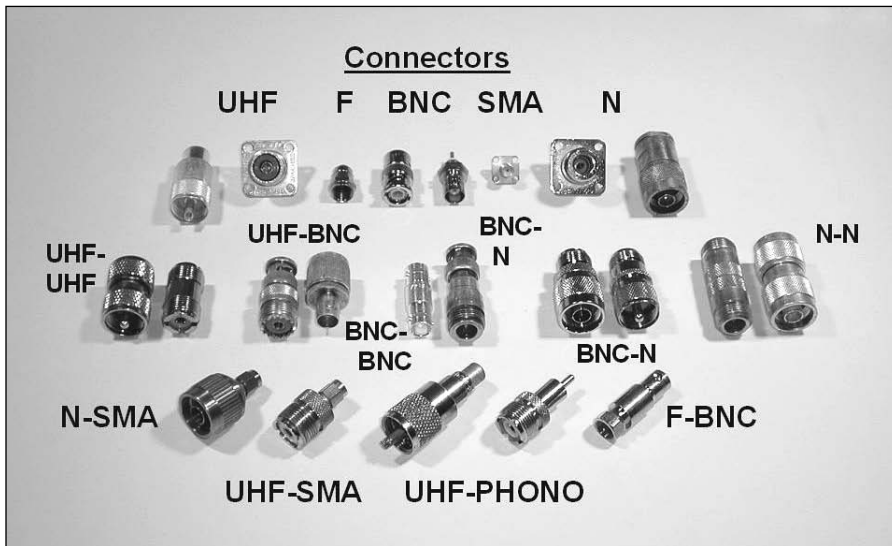 Connectors
UHF F BNC SMA N
UHF-
UHF
UHF-BNC
BNC-
N
N-N
BNC-
BNC
BNC-N
N-SMA
F-BNC
UHF-SMA
UHF-PHONO